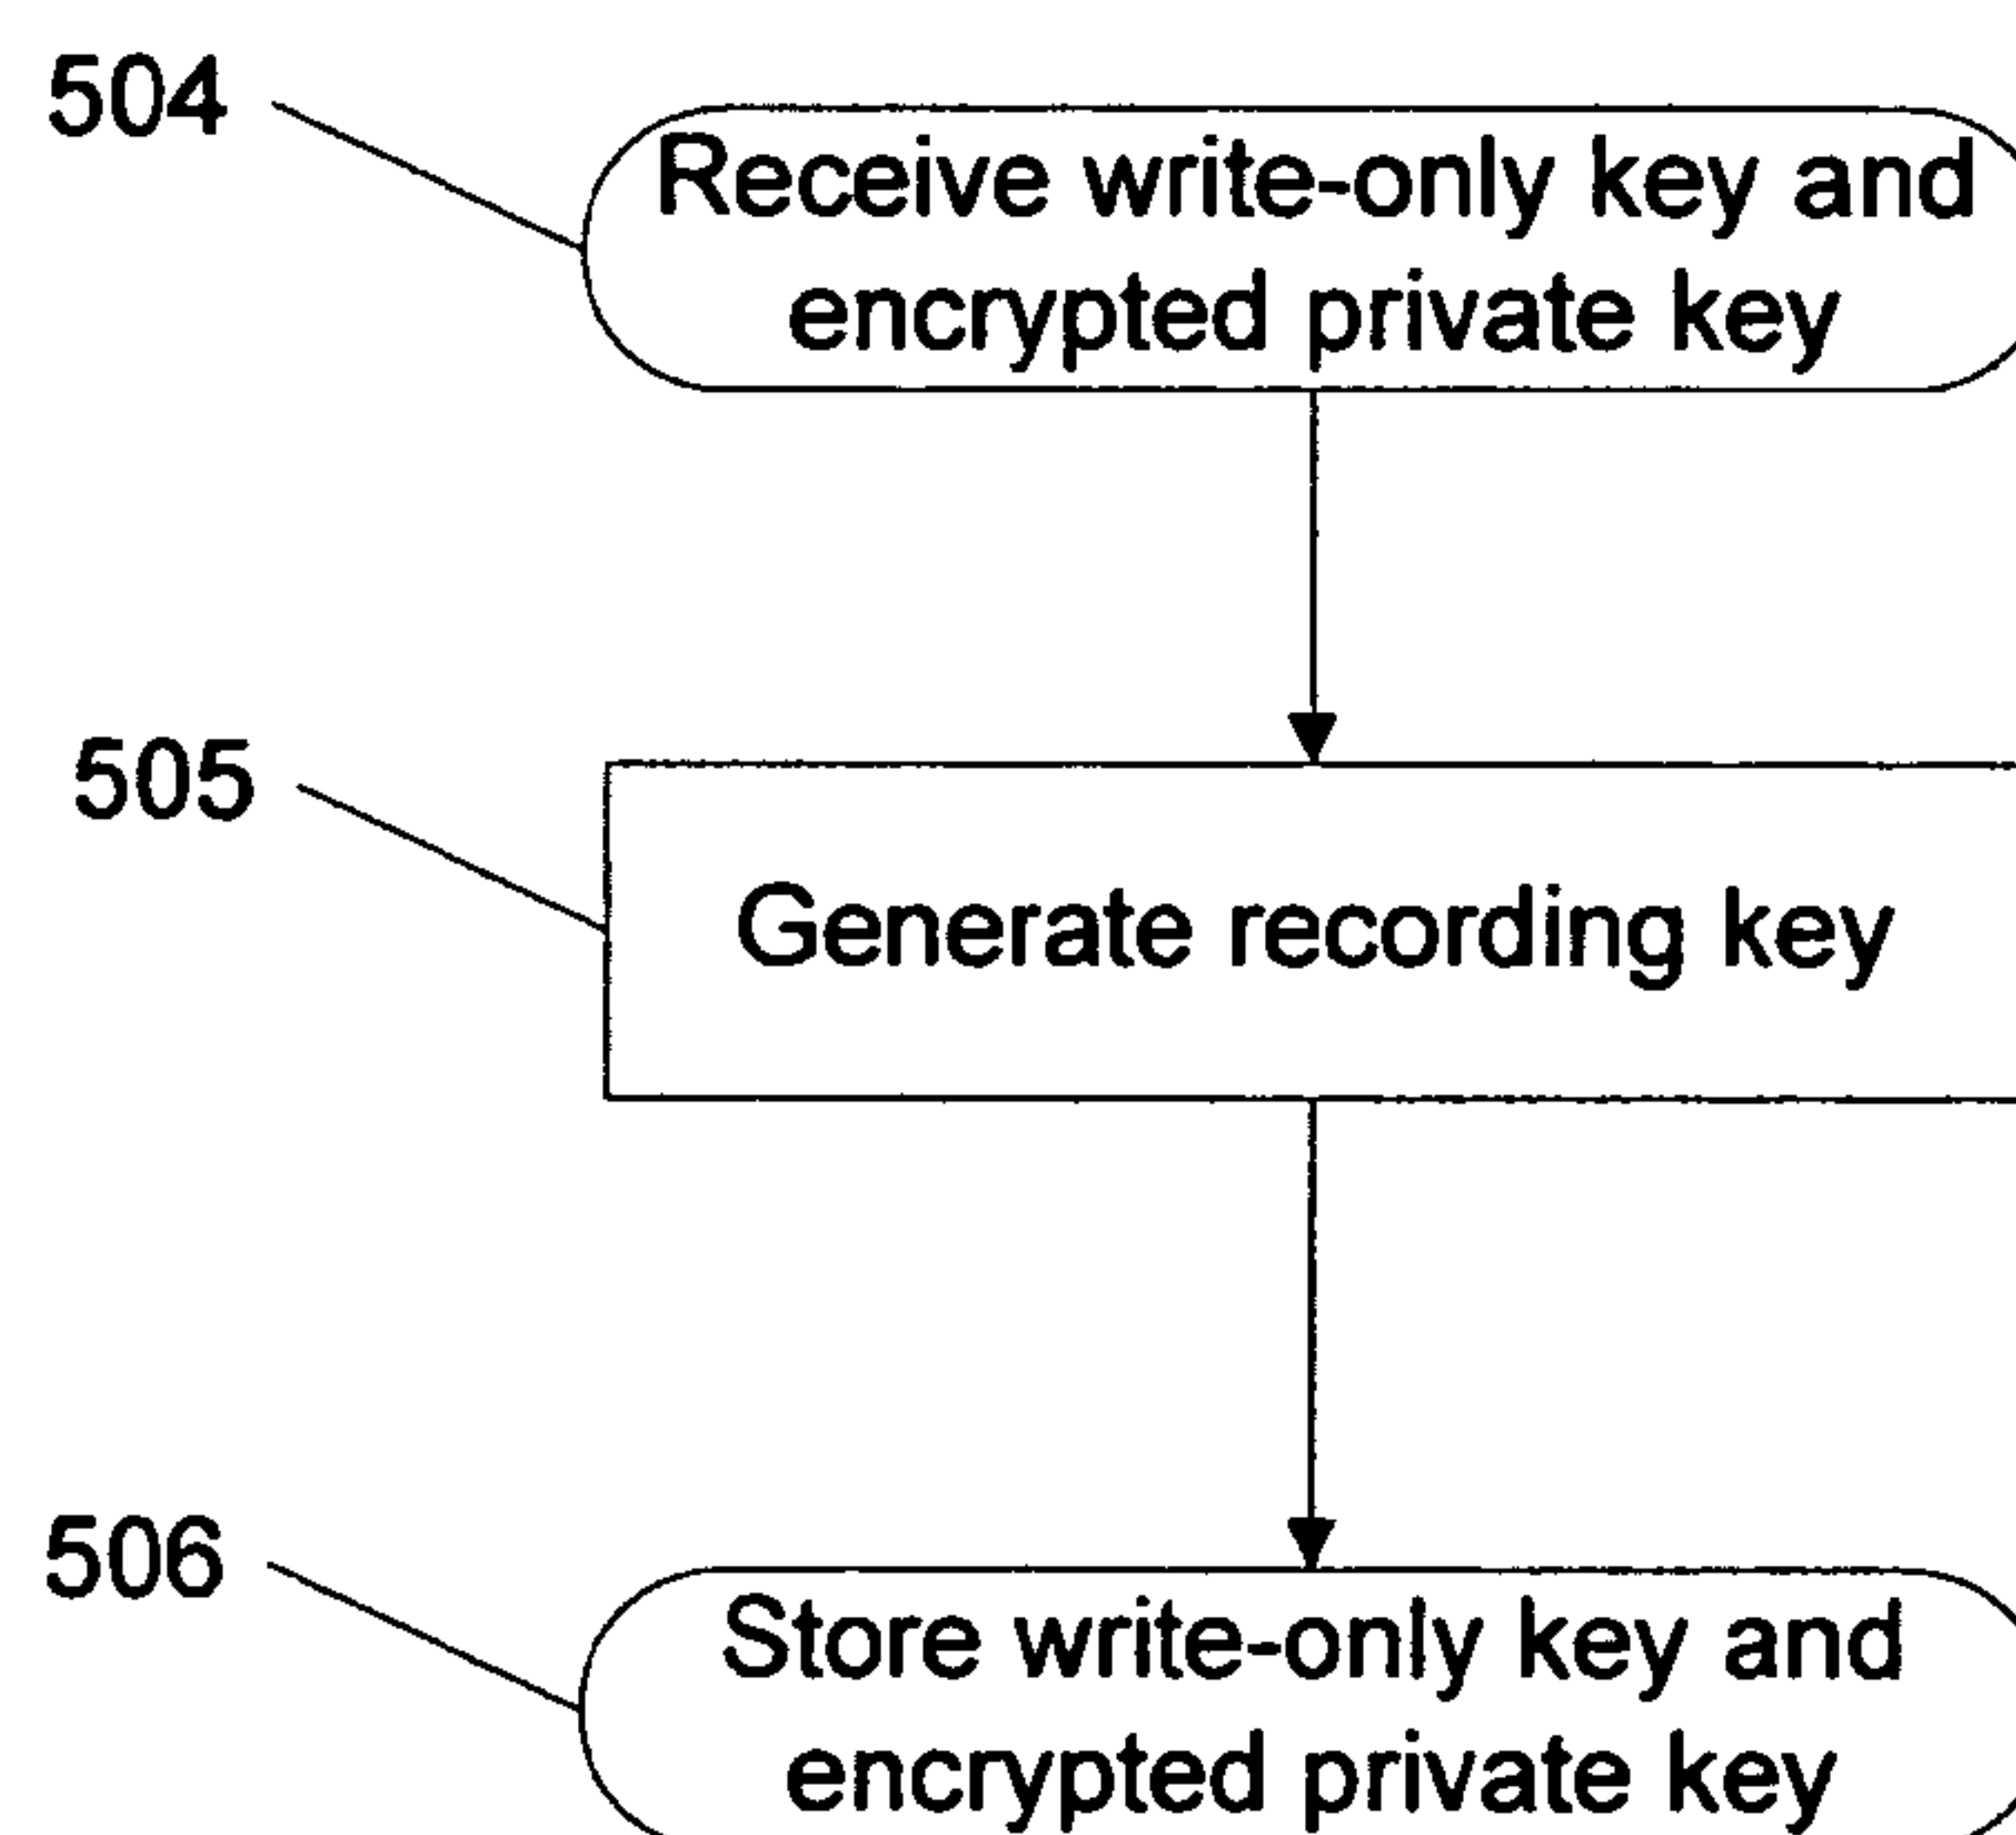 504
Receive write-only key and
encrypted private key
505
Generate recording key
506
Store write-only key and
encrypted private key